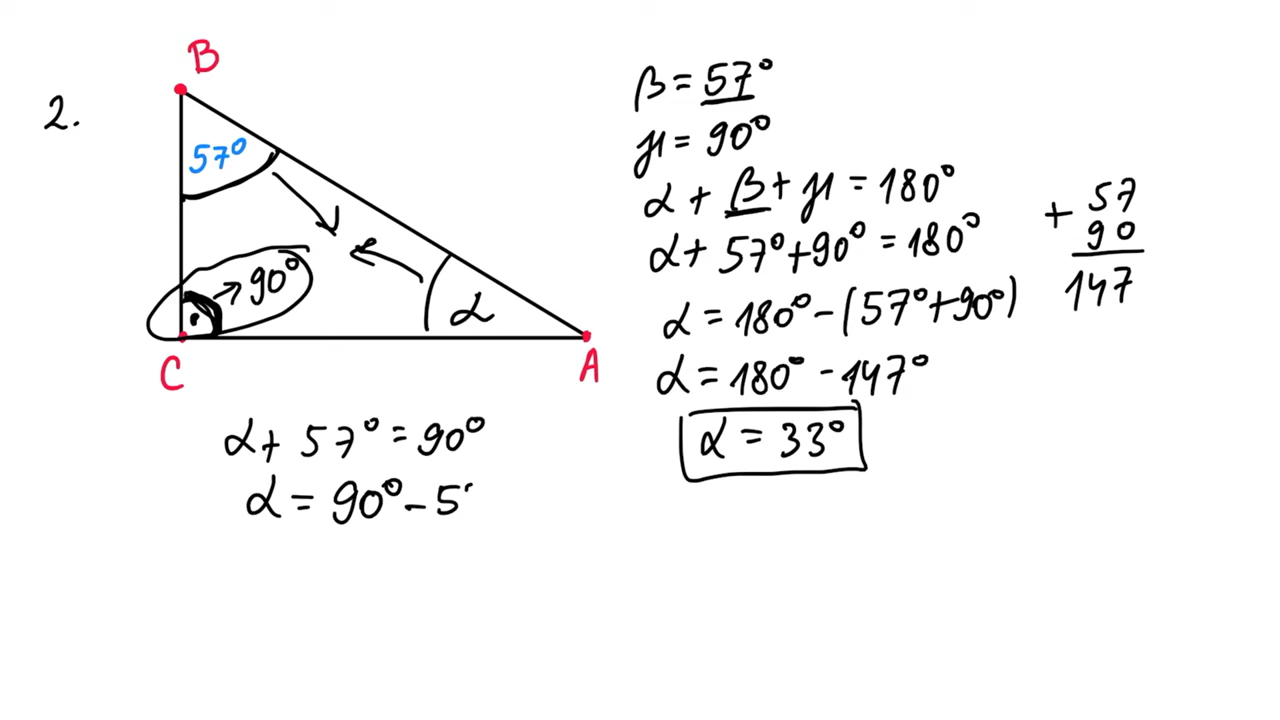 2.
B
57°
90°
α
C
A
α + 57° = 90°
α = 90° - 5
β = 57°
γ = 90°
α + β + γ = 180°
α + 57° + 90° = 180°
α = 180° - (57° + 90°)
α = 180° - 147°
α = 33°
+ 57
90
147